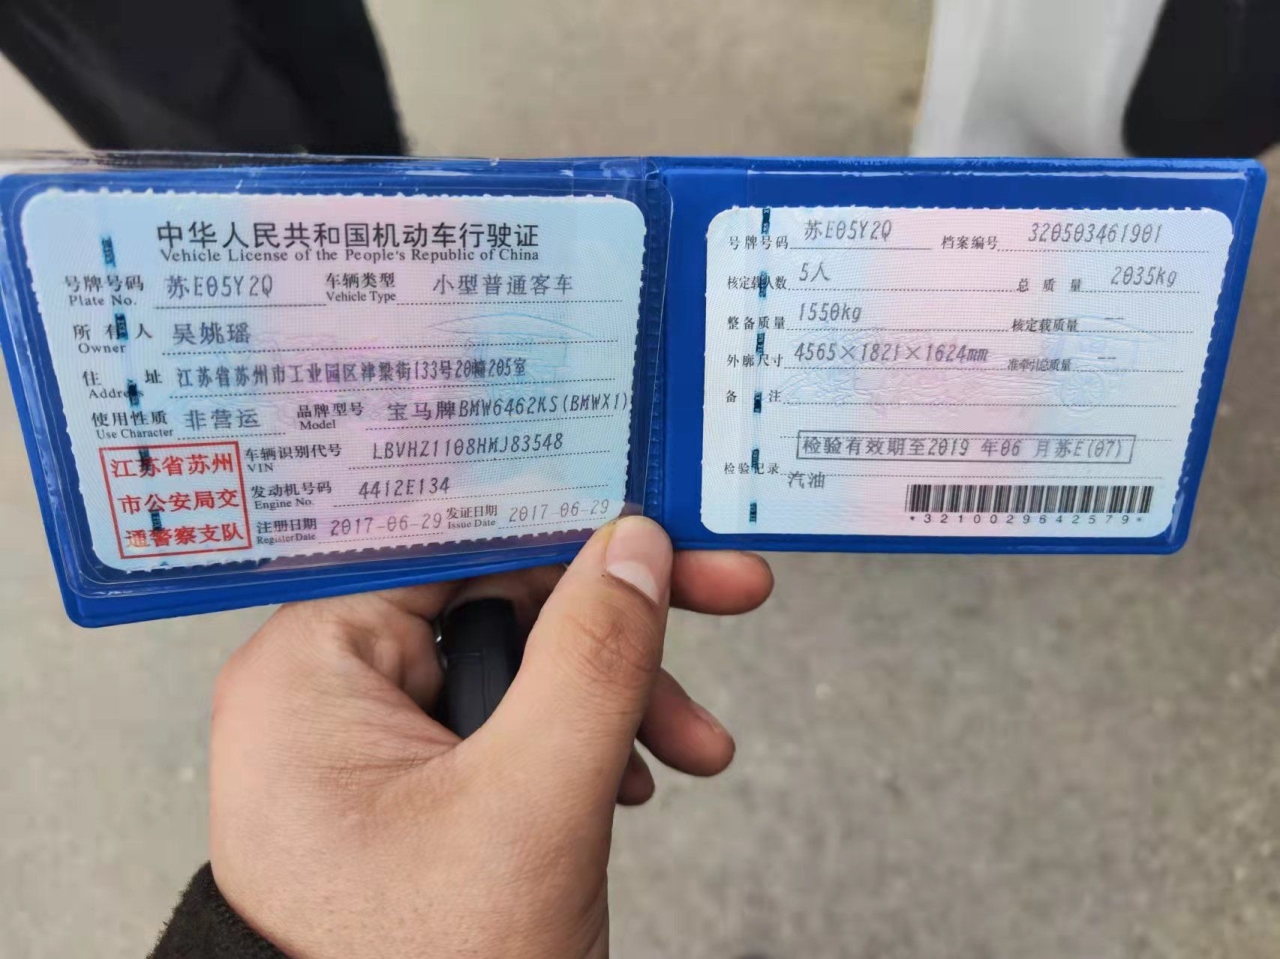 中华人民共和国机动车行驶证
Vehicle License of the People's Republic of China
号牌号码 苏E05Y2Q 车辆类型 小型普通客车
Plate No. Vehicle Type
所有人 吴姚瑶
Owner
住址 江苏省苏州市工业园区津梁街133号20幢205室
Address
使用性质 非营运 品牌型号 宝马牌BMW6462KS(BMWX1)
Use Character Model
江苏省苏州
市公安局交
通警察支队
车辆识别代号 LBVHZ1108HMJ83548
VIN
发动机号码 4412E134
Engine No.
注册日期 2017-06-29 发证日期 2017-06-29
Register Date Issue Date
号牌号码 苏E05Y2Q 档案编号 320503461901
核定载人数 5人 总质量 2035kg
整备质量 1550kg 核定载质量 --
外廓尺寸 4565×1821×1624mm 准牵引总质量 --
备注
检验有效期至2019 年06 月苏E(07)
检验记录
汽油
*3210029642579*